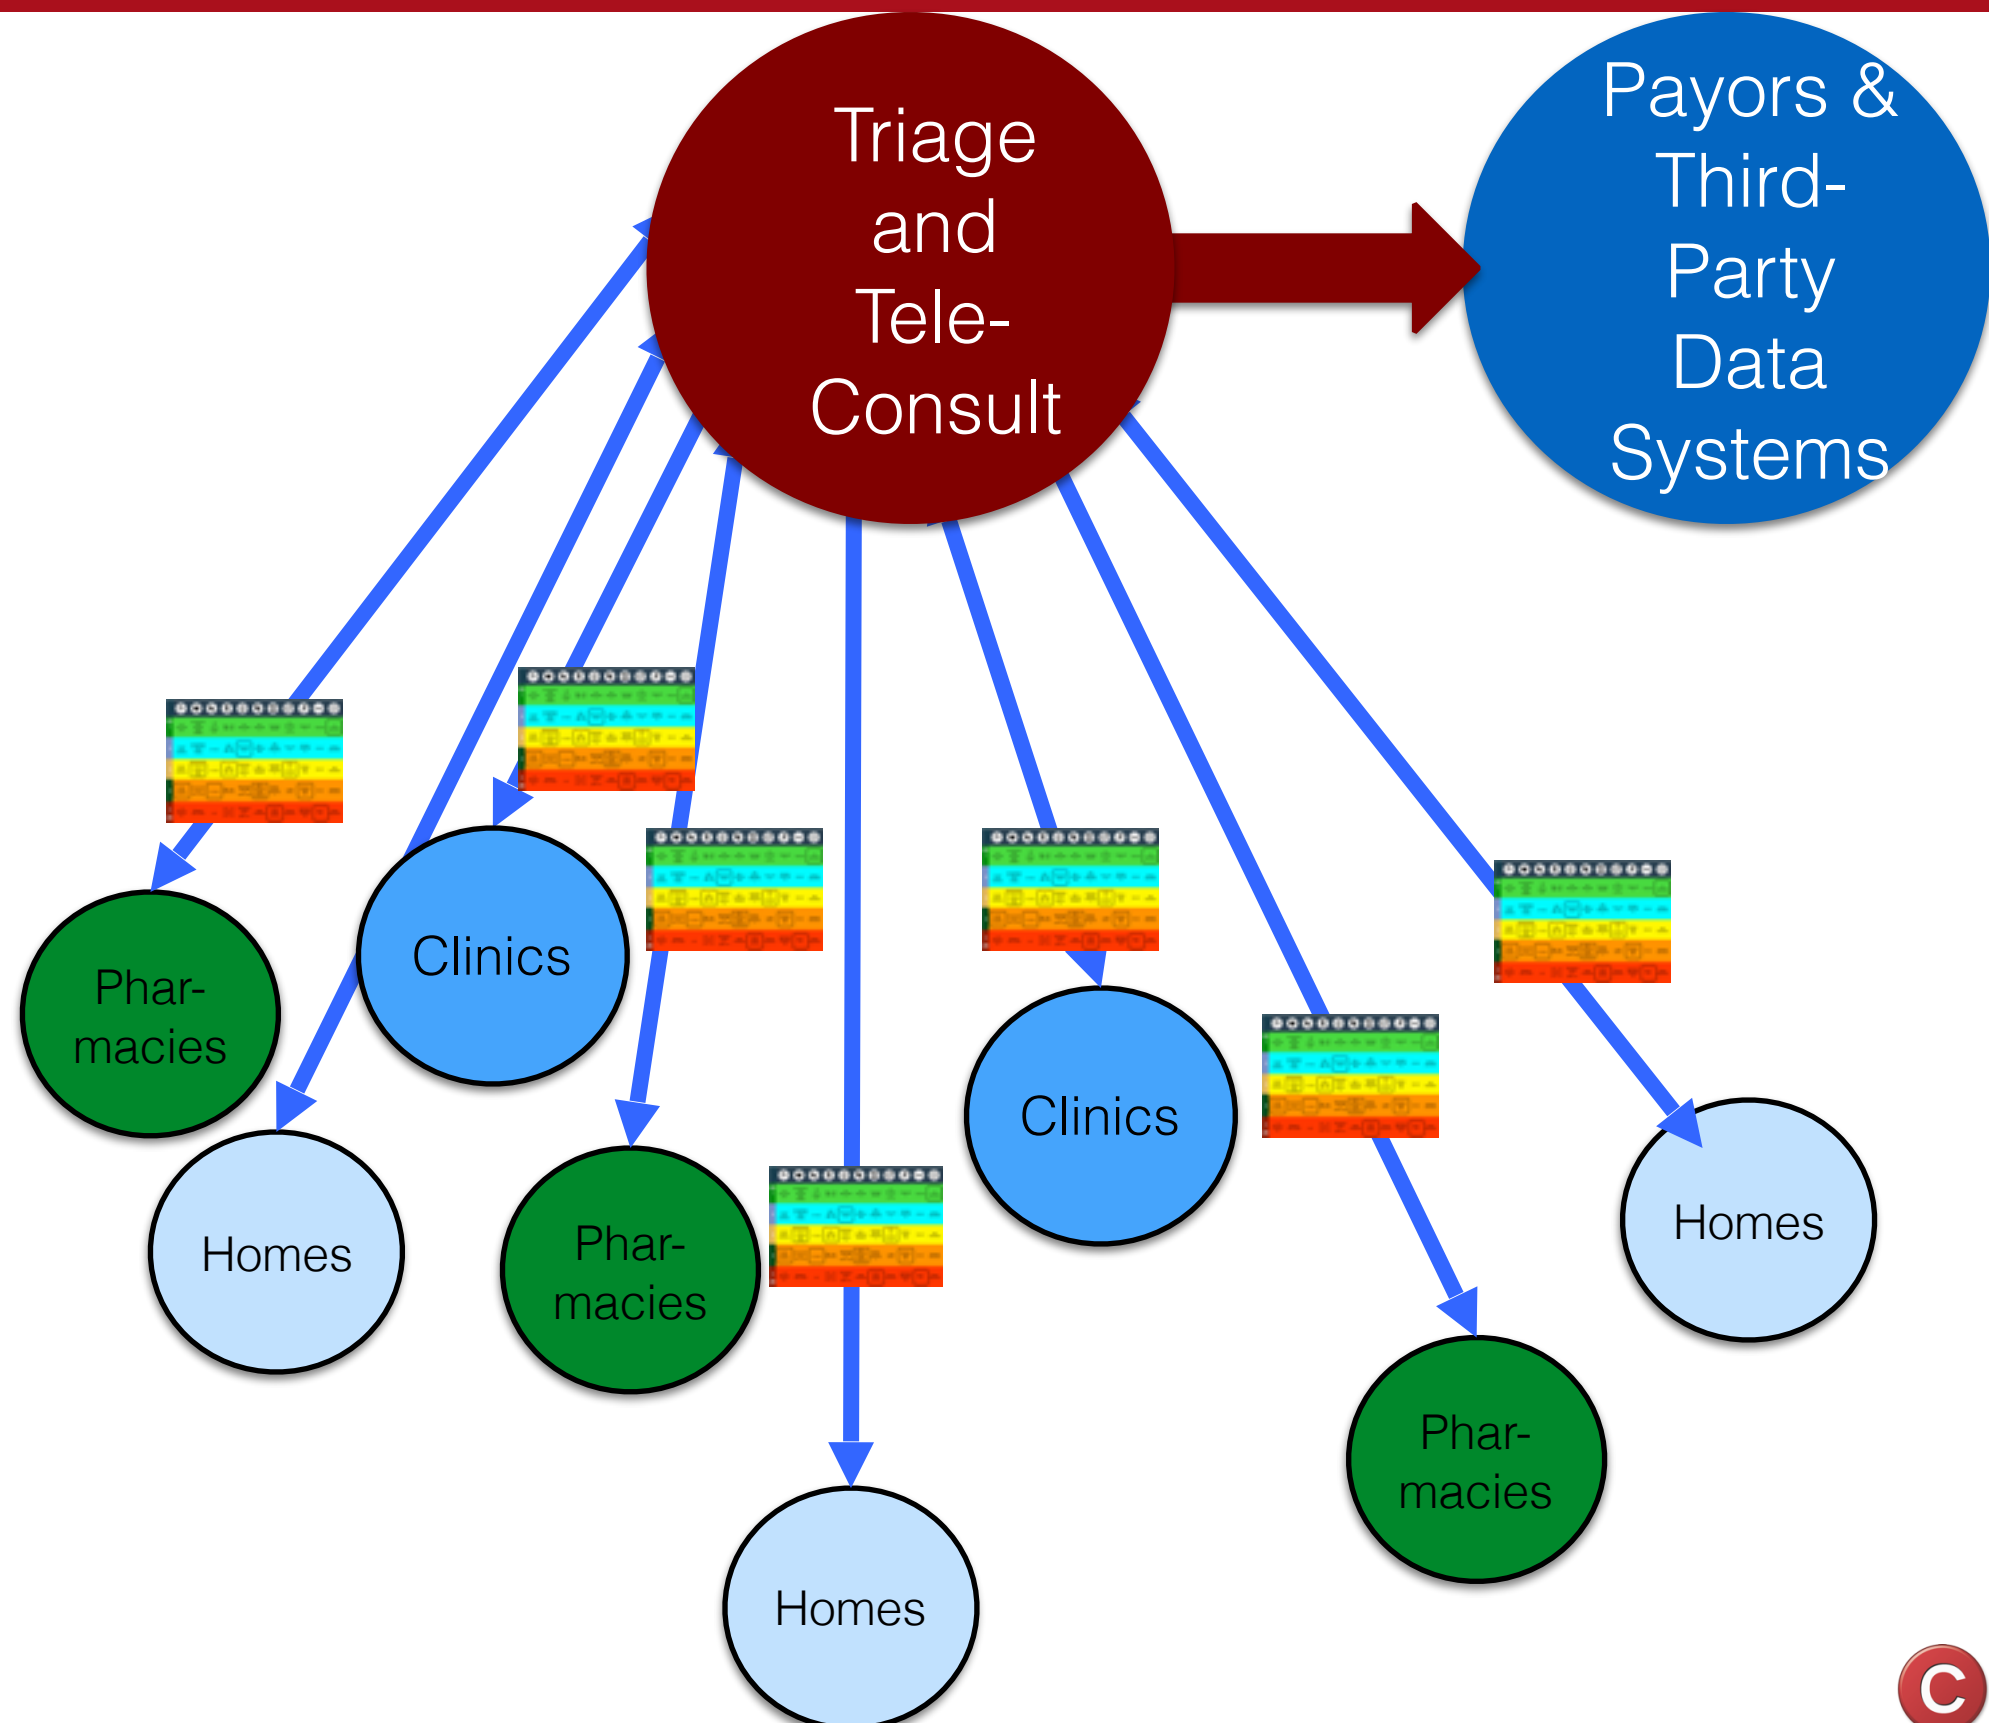 Triage
and
Tele-
Consult
Payors &
Third-
Party
Data
Systems
Phar-
macies
Clinics
Homes
Phar-
macies
Clinics
Homes
Phar-
macies
Homes
C